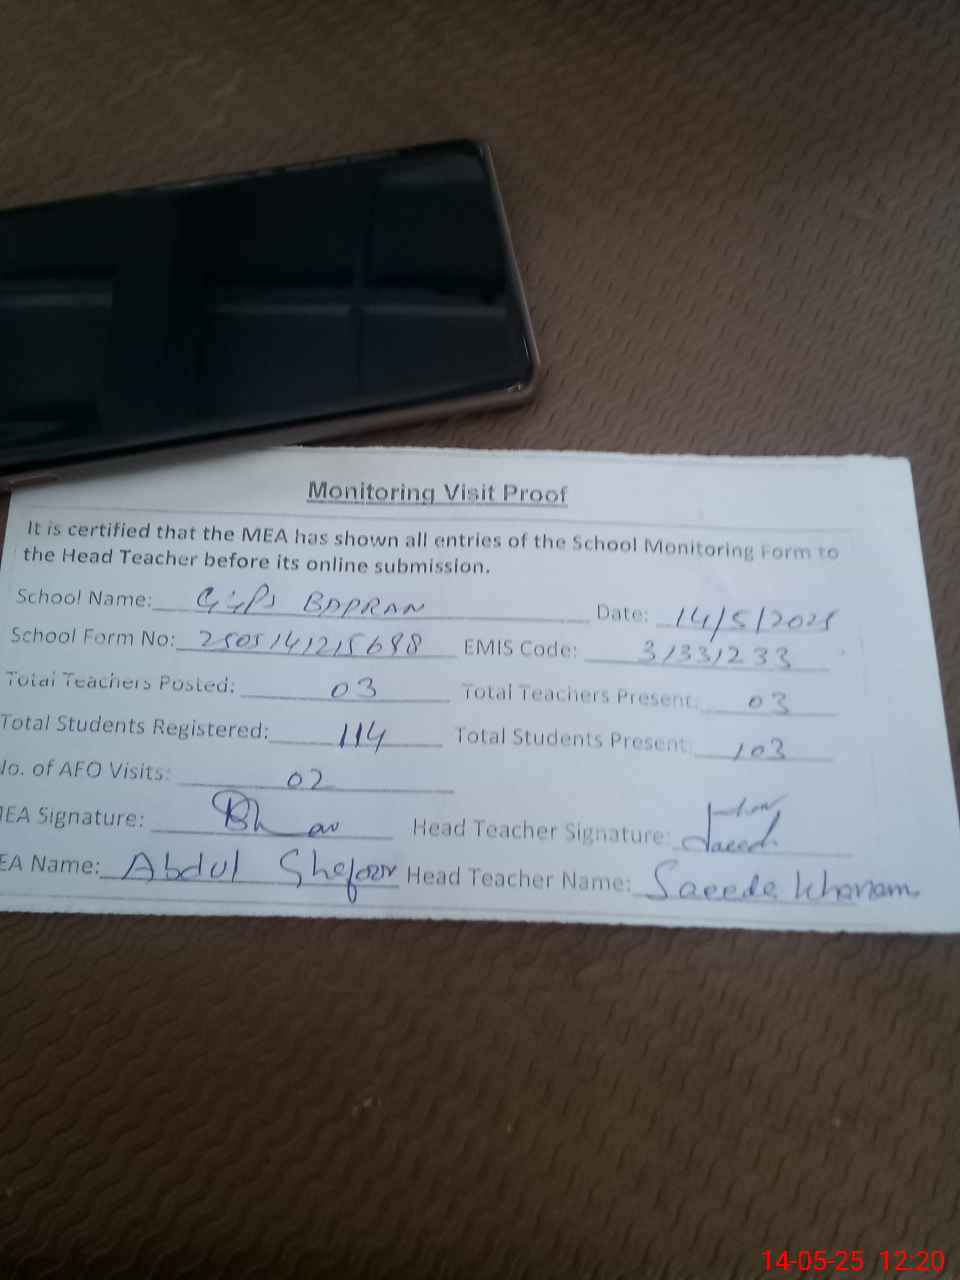 Monitoring Visit Proof
It is certified that the MEA has shown all entries of the School Monitoring Form to
the Head Teacher before its online submission.
School Name: GGPS BADRAN Date: 14/5/2025
School Form No: 2505141215688 EMIS Code: 31331233
Total Teachers Posted: 03 Total Teachers Present: 03
Total Students Registered: 114 Total Students Present: 103
No. of AEO Visits: 02
MEA Signature: Head Teacher Signature:
EA Name: Abdul Shafoor Head Teacher Name: Saeeda Khanam
14-05-25 12:20